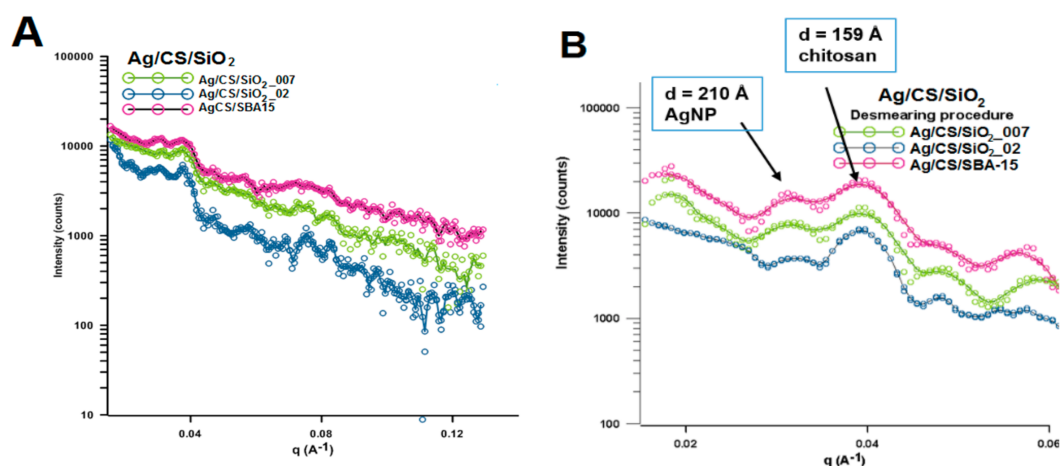 A
Ag/CS/SiO₂
Ag/CS/SiO₂_007
Ag/CS/SiO₂_02
AgCS/SBA15
Intensity (counts)
100000
10000
1000
100
10
0.04
0.08
0.12
q (A⁻¹)
B
d = 210 Å
AgNP
d = 159 Å
chitosan
Ag/CS/SiO₂
Desmearing procedure
Ag/CS/SiO₂_007
Ag/CS/SiO₂_02
Ag/CS/SBA-15
Intensity (counts)
100000
10000
1000
100
0.02
0.04
0.06
q (A⁻¹)